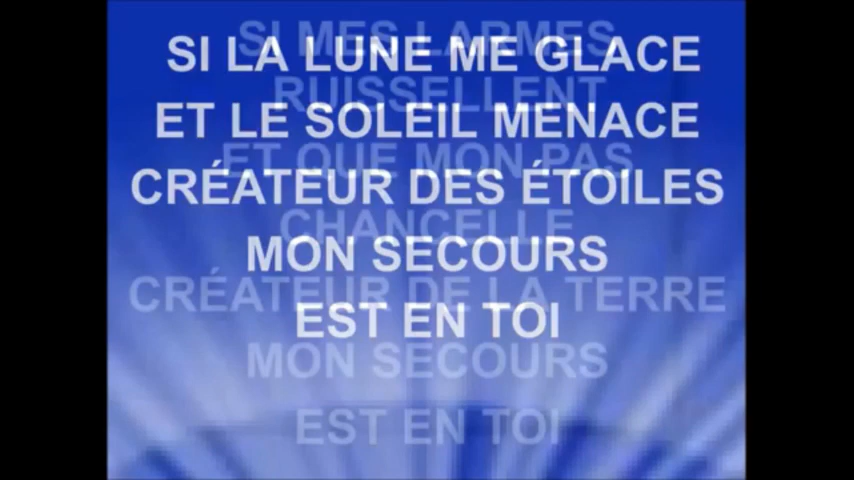 SI LA LUNE ME GLACE
ET LE SOLEIL MENACE
CRÉATEUR DES ÉTOILES
MON SECOURS
EST EN TOI
SI MES LARMES
RUISSELLENT
ET QUE MON PAS
CHANCELLE
CRÉATEUR DE LA TERRE
MON SECOURS
EST EN TOI